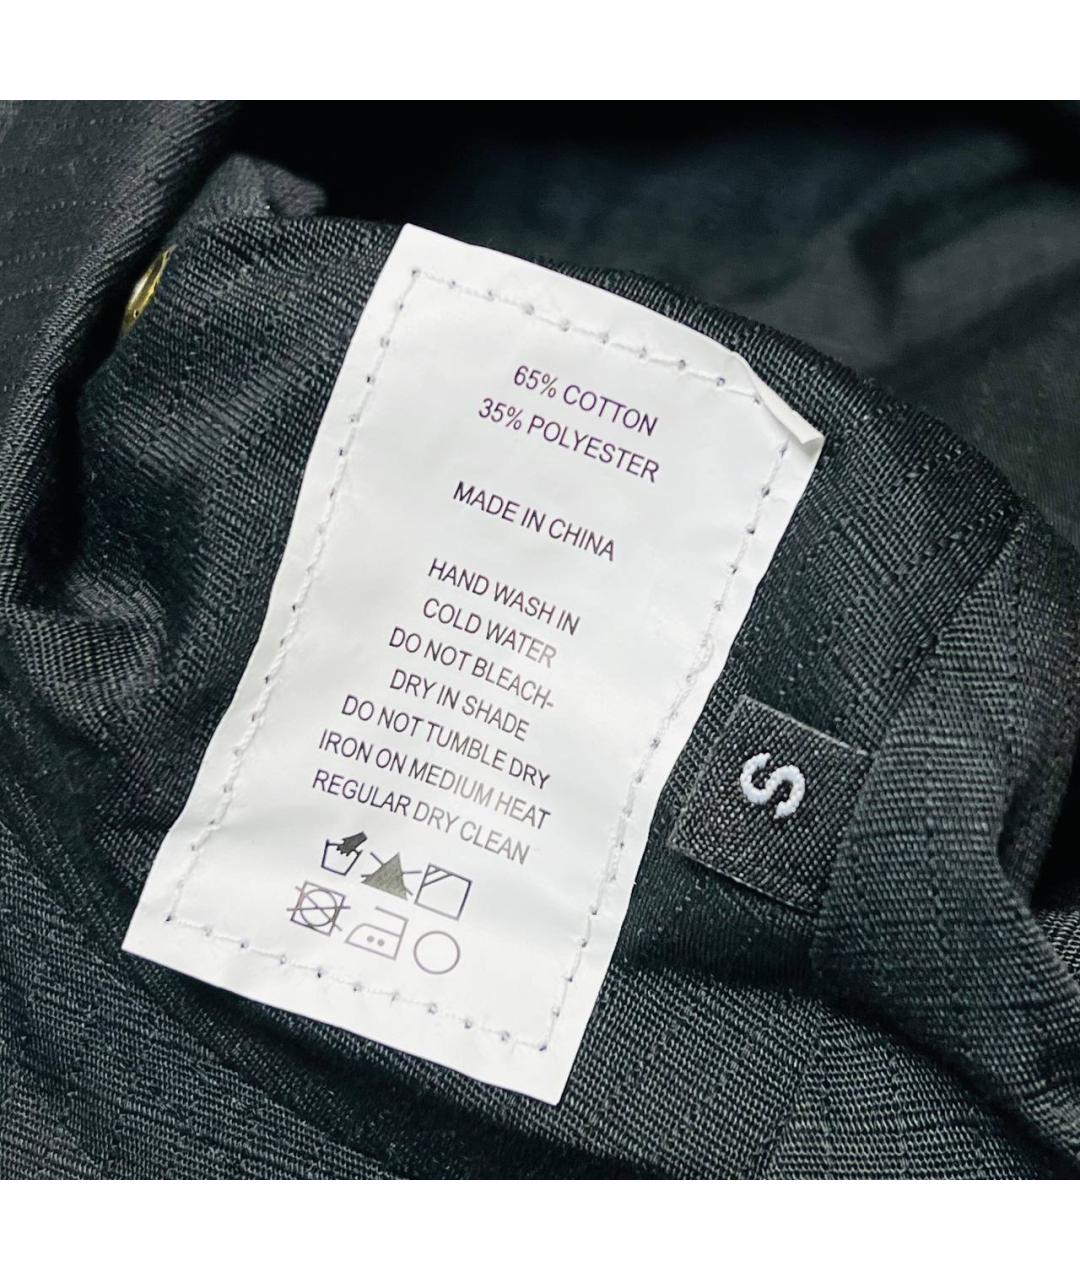 65% COTTON
35% POLYESTER
MADE IN CHINA
HAND WASH IN
COLD WATER
DO NOT BLEACH-
DRY IN SHADE
DO NOT TUMBLE DRY
IRON ON MEDIUM HEAT
REGULAR DRY CLEAN
S